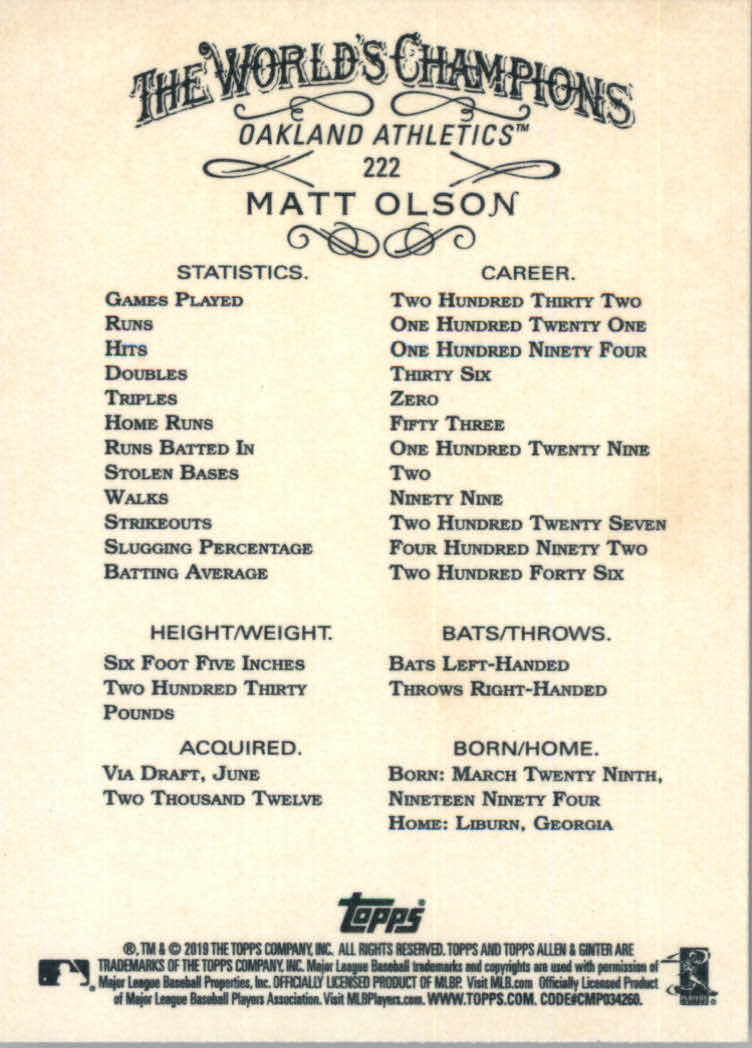 THE WORLD'S CHAMPIONS
OAKLAND ATHLETICS™
222
MATT OLSON
STATISTICS. CAREER.
GAMES PLAYED TWO HUNDRED THIRTY TWO
RUNS ONE HUNDRED TWENTY ONE
HITS ONE HUNDRED NINETY FOUR
DOUBLES THIRTY SIX
TRIPLES ZERO
HOME RUNS FIFTY THREE
RUNS BATTED IN ONE HUNDRED TWENTY NINE
STOLEN BASES TWO
WALKS NINETY NINE
STRIKEOUTS TWO HUNDRED TWENTY SEVEN
SLUGGING PERCENTAGE FOUR HUNDRED NINETY TWO
BATTING AVERAGE TWO HUNDRED FORTY SIX
HEIGHT/WEIGHT.
SIX FOOT FIVE INCHES
TWO HUNDRED THIRTY
POUNDS
BATS/THROWS.
BATS LEFT-HANDED
THROWS RIGHT-HANDED
ACQUIRED.
VIA DRAFT, JUNE
TWO THOUSAND TWELVE
BORN/HOME.
BORN: MARCH TWENTY NINTH,
NINETEEN NINETY FOUR
HOME: LIBURN, GEORGIA
topps®
®, TM & © 2019 THE TOPPS COMPANY, INC. ALL RIGHTS RESERVED. TOPPS AND TOPPS ALLEN & GINTER ARE
TRADEMARKS OF THE TOPPS COMPANY, INC. Major League Baseball trademarks and copyrights are used with permission of
Major League Baseball Properties, Inc. OFFICIALLY LICENSED PRODUCT OF MLBP. Visit MLB.com Officially Licensed Product
of Major League Baseball Players Association. Visit MLBPlayers.com. WWW.TOPPS.COM. CODE#CMP034260.